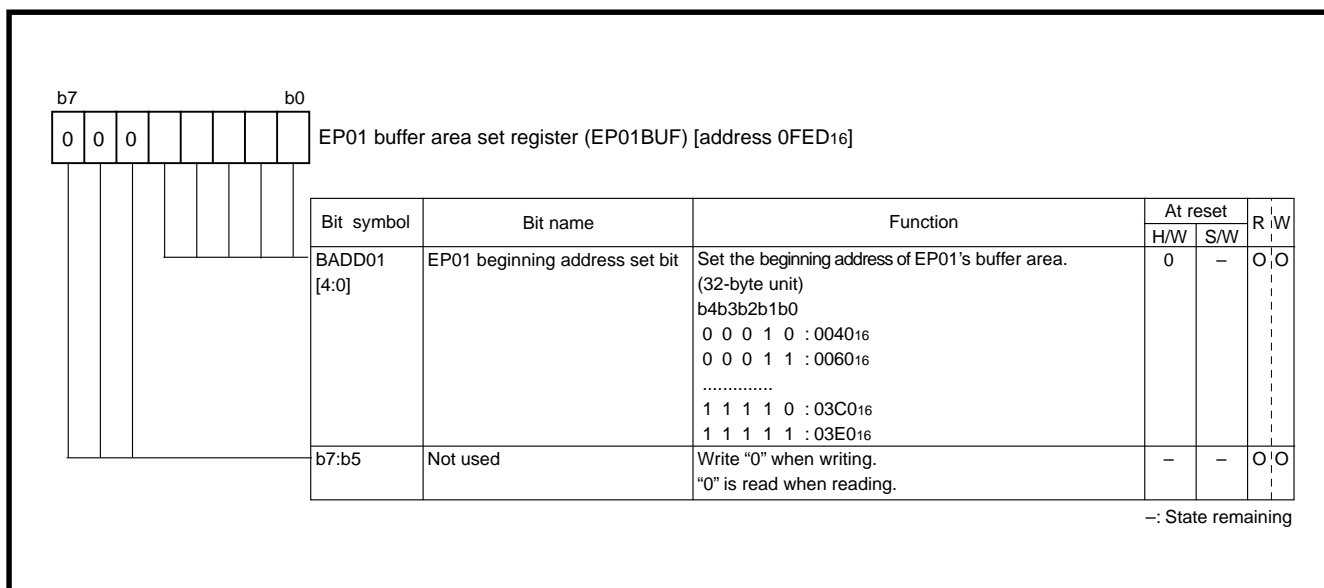 b7 b0
0 0 0
EP01 buffer area set register (EP01BUF) [address 0FED16]
Bit symbol Bit name Function At reset R W
H/W S/W
BADD01 EP01 beginning address set bit Set the beginning address of EP01’s buffer area. 0 – O O
[4:0] (32-byte unit)
b4b3b2b1b0
0 0 0 1 0 : 004016
0 0 0 1 1 : 006016
..............
1 1 1 1 0 : 03C016
1 1 1 1 1 : 03E016
b7:b5 Not used Write “0” when writing. – – O O
“0” is read when reading.
–: State remaining